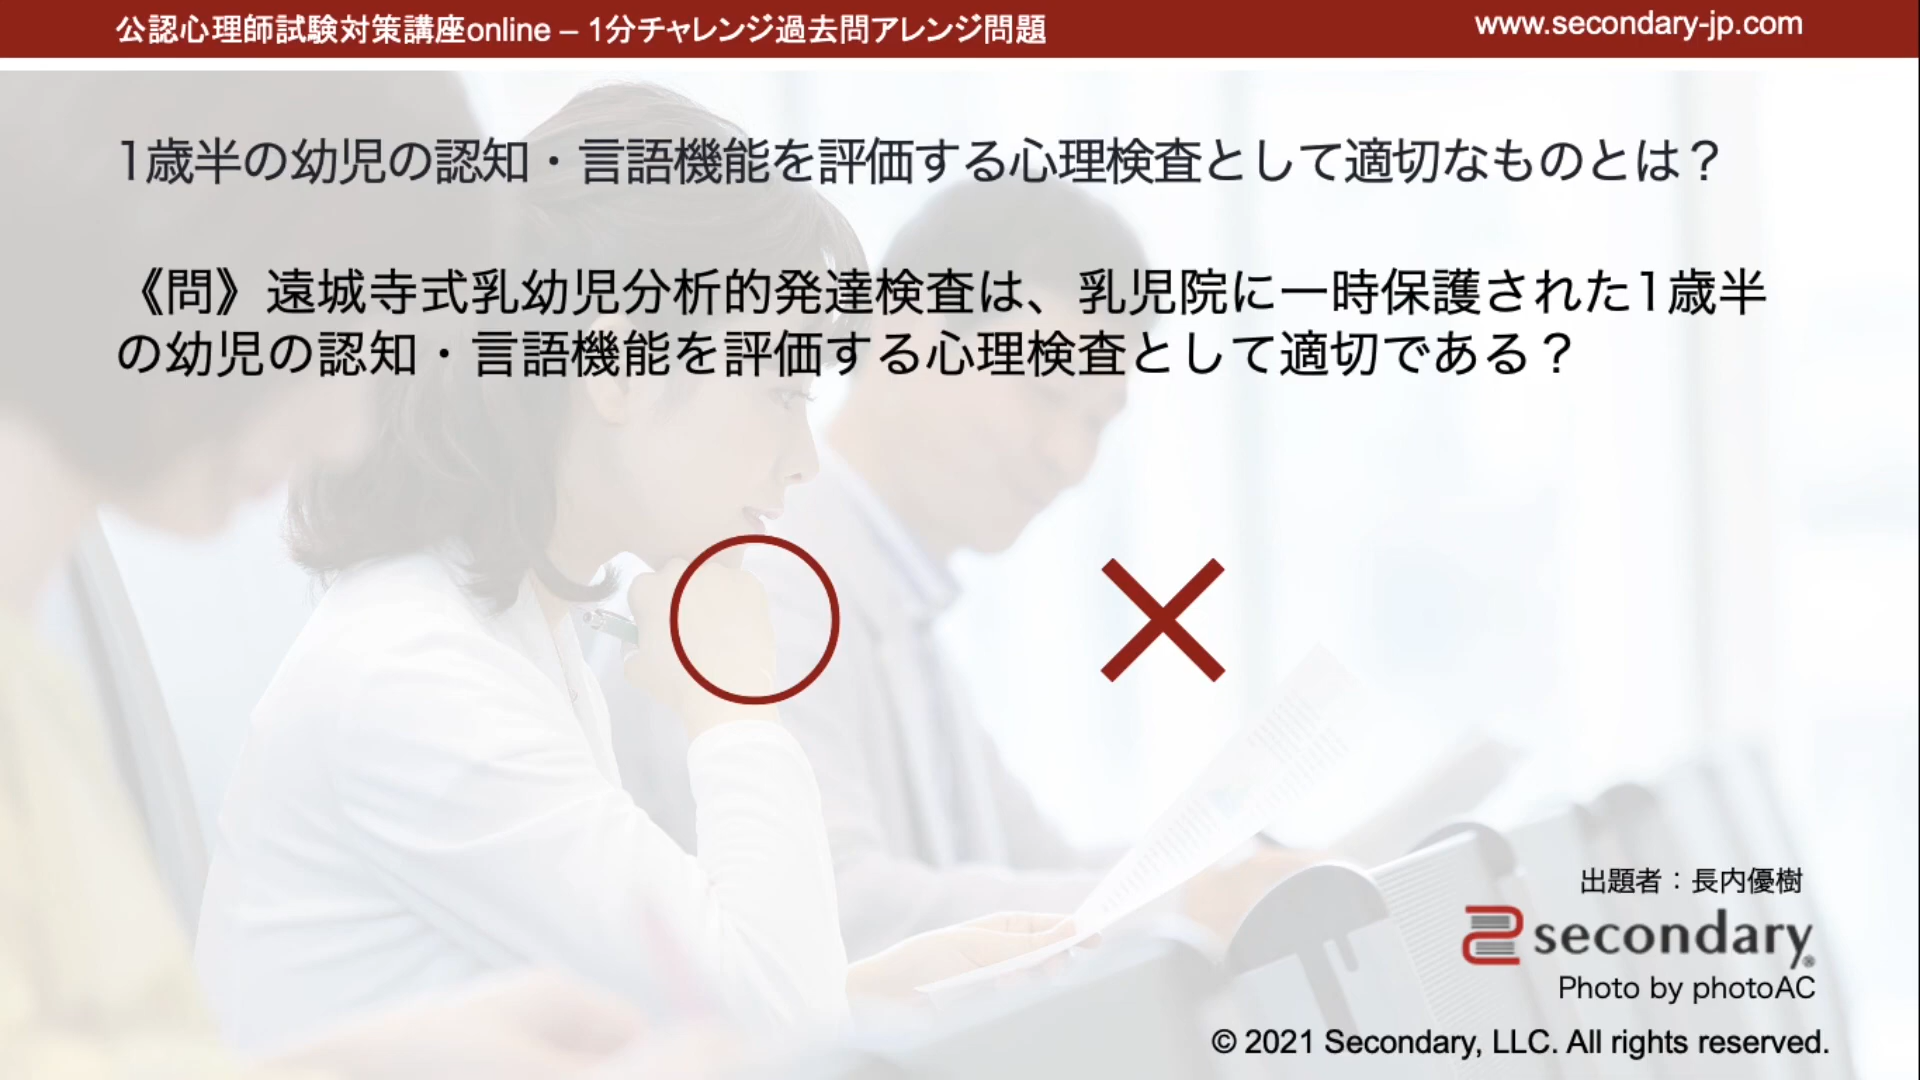 公認心理師試験対策講座online – 1分チャレンジ過去問アレンジ問題
www.secondary-jp.com
1歳半の幼児の認知・言語機能を評価する心理検査として適切なものとは？
《問》遠城寺式乳幼児分析的発達検査は、乳児院に一時保護された1歳半
の幼児の認知・言語機能を評価する心理検査として適切である？
出題者：長内優樹
secondary®
Photo by photoAC
© 2021 Secondary, LLC. All rights reserved.